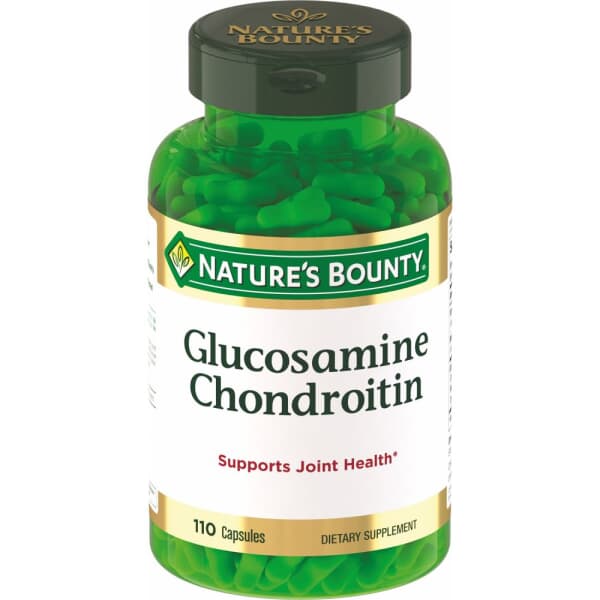 NATURE'S
BOUNTY
NATURE'S BOUNTY®
Glucosamine
Chondroitin
Supports Joint Health*
110 Capsules
DIETARY SUPPLEMENT